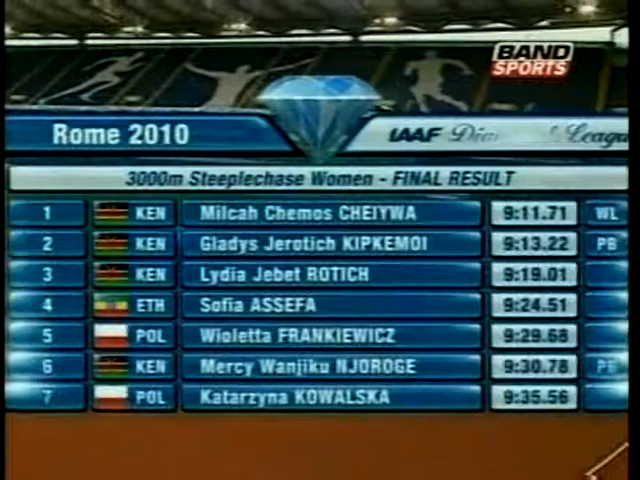 BAND
SPORTS
Rome 2010
IAAF Diamond League
3000m Steeplechase Women - FINAL RESULT
1 KEN Milcah Chemos CHEIYWA 9:11.71 WL
2 KEN Gladys Jerotich KIPKEMOI 9:13.22 PB
3 KEN Lydia Jebet ROTICH 9:19.01
4 ETH Sofia ASSEFA 9:24.51
5 POL Wioletta FRANKIEWICZ 9:29.68
6 KEN Mercy Wanjiku NJOROGE 9:30.78 PB
7 POL Katarzyna KOWALSKA 9:35.56